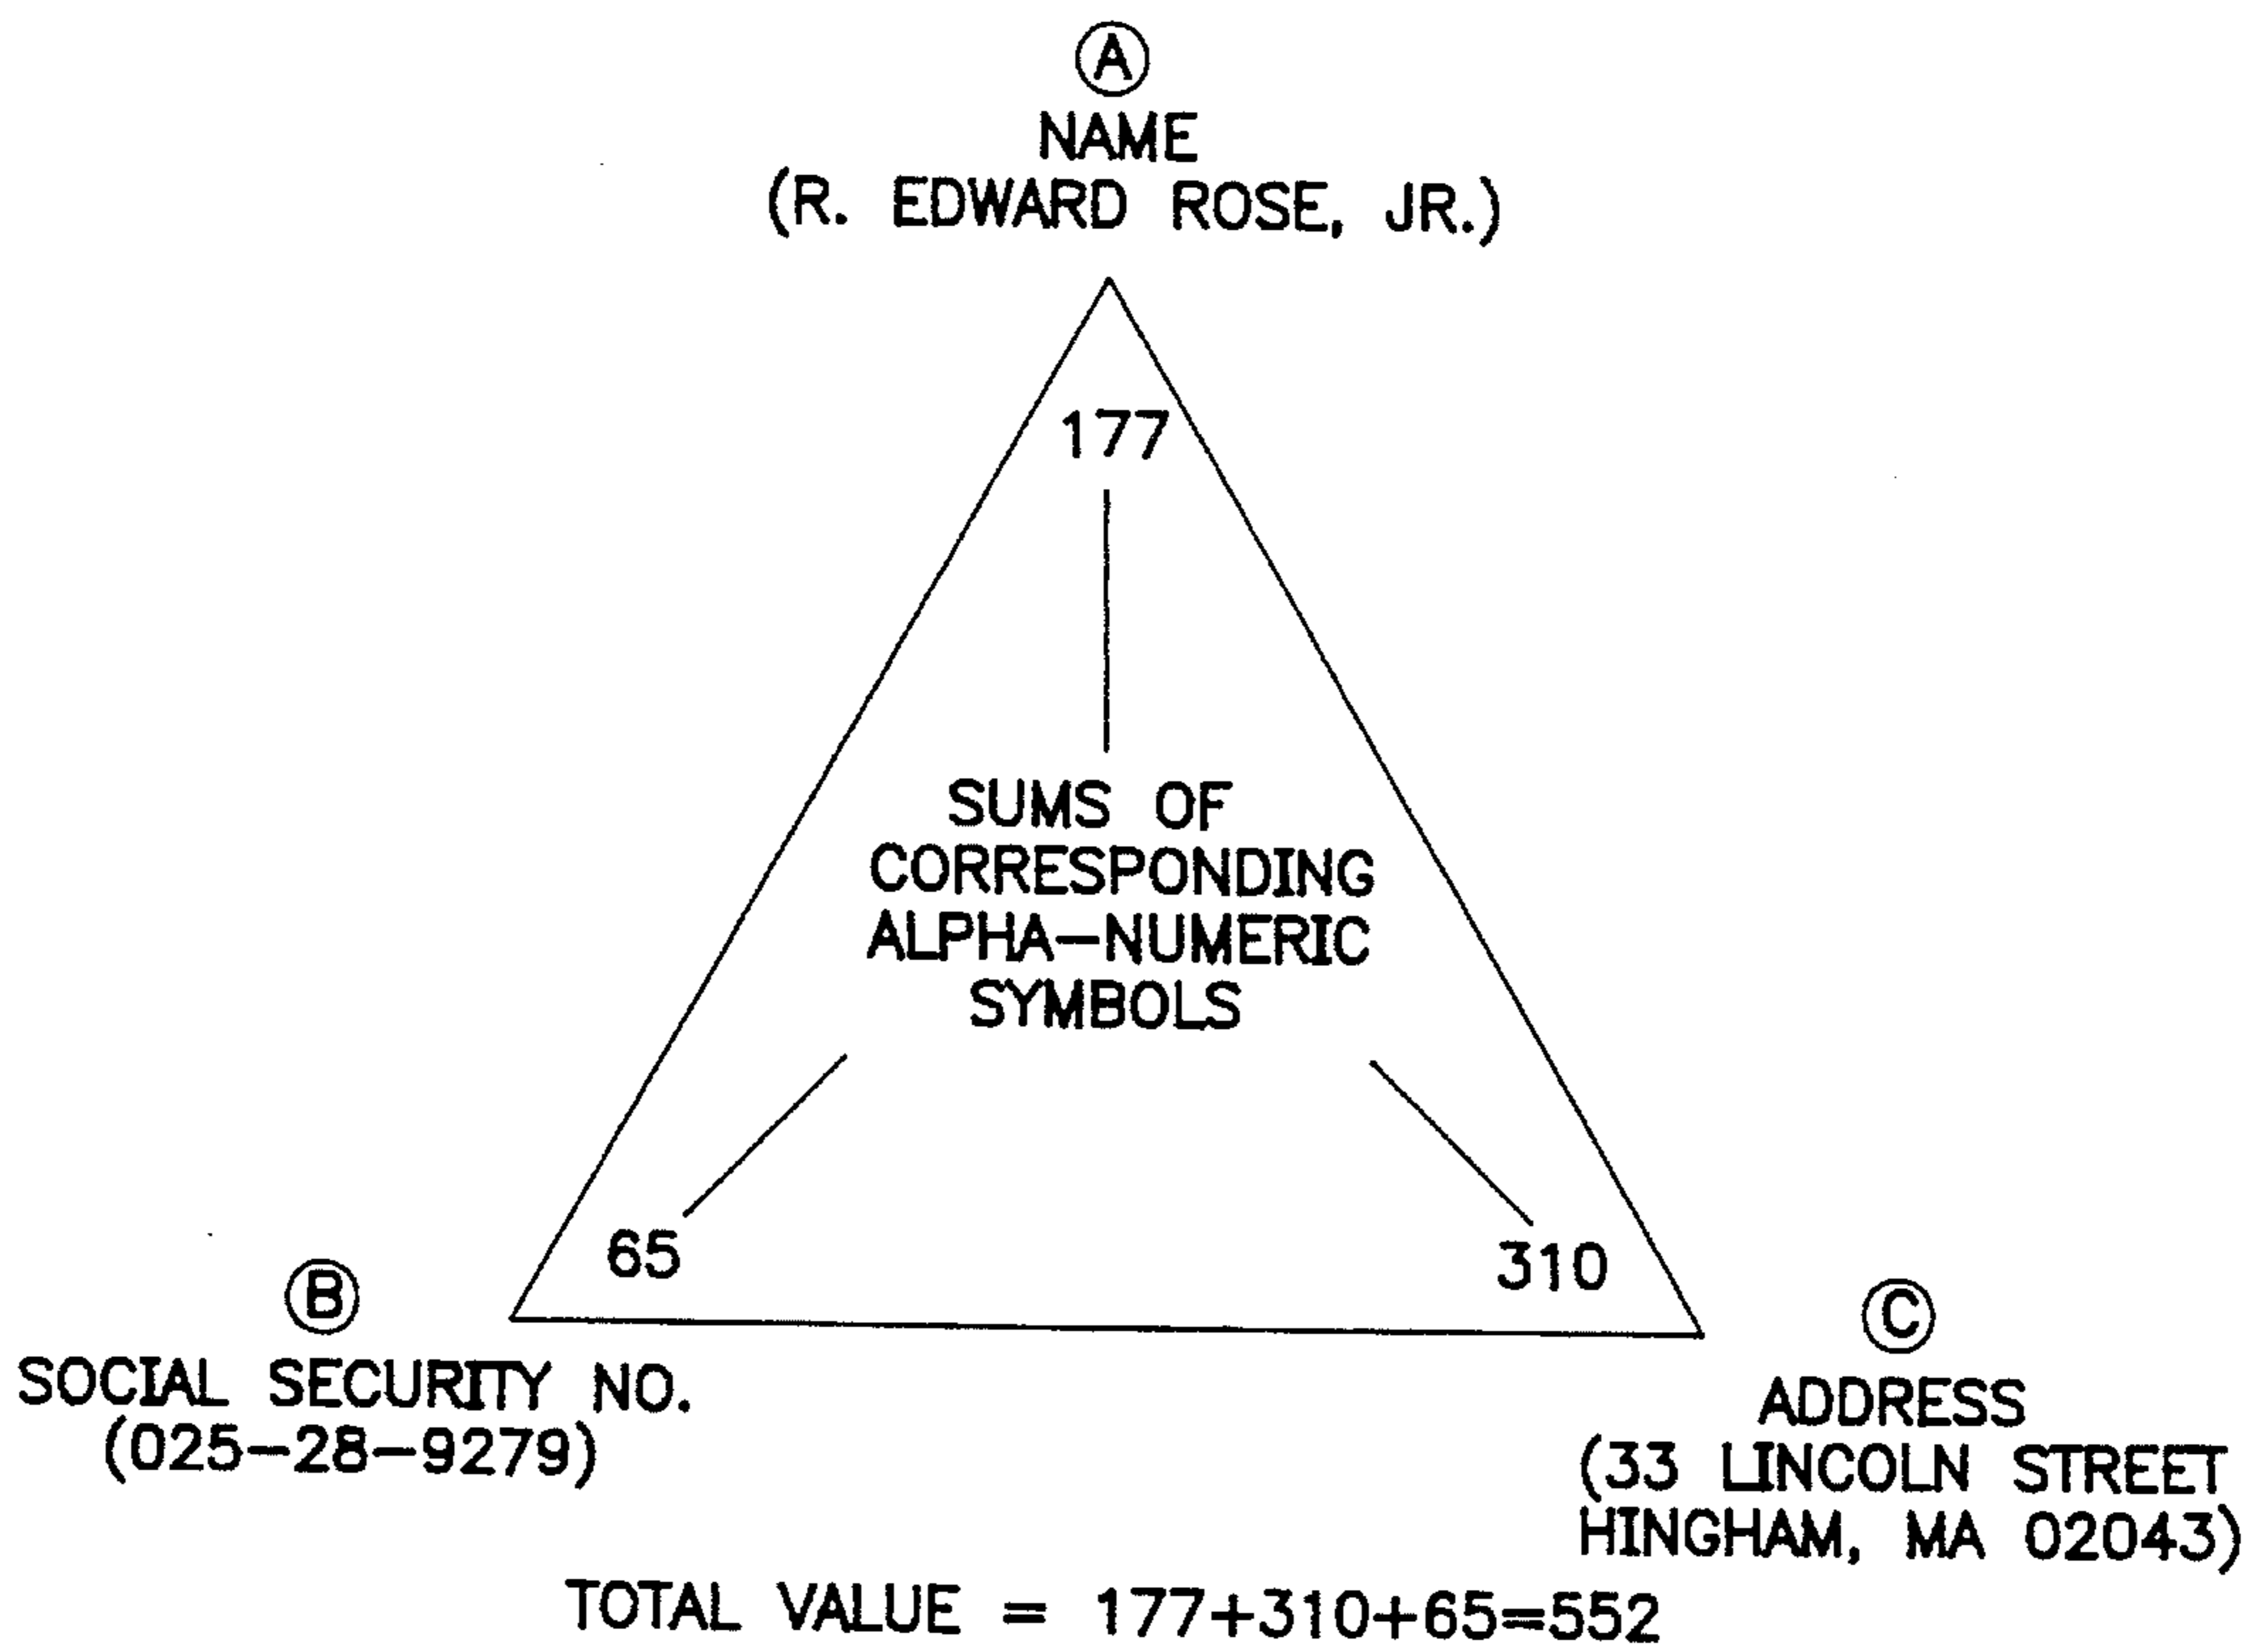 A
NAME
(R. EDWARD ROSE, JR.)
177
SUMS OF
CORRESPONDING
ALPHA-NUMERIC
SYMBOLS
65
310
B
SOCIAL SECURITY NO.
(025-28-9279)
C
ADDRESS
(33 LINCOLN STREET
HINGHAM, MA 02043)
TOTAL VALUE = 177+310+65=552